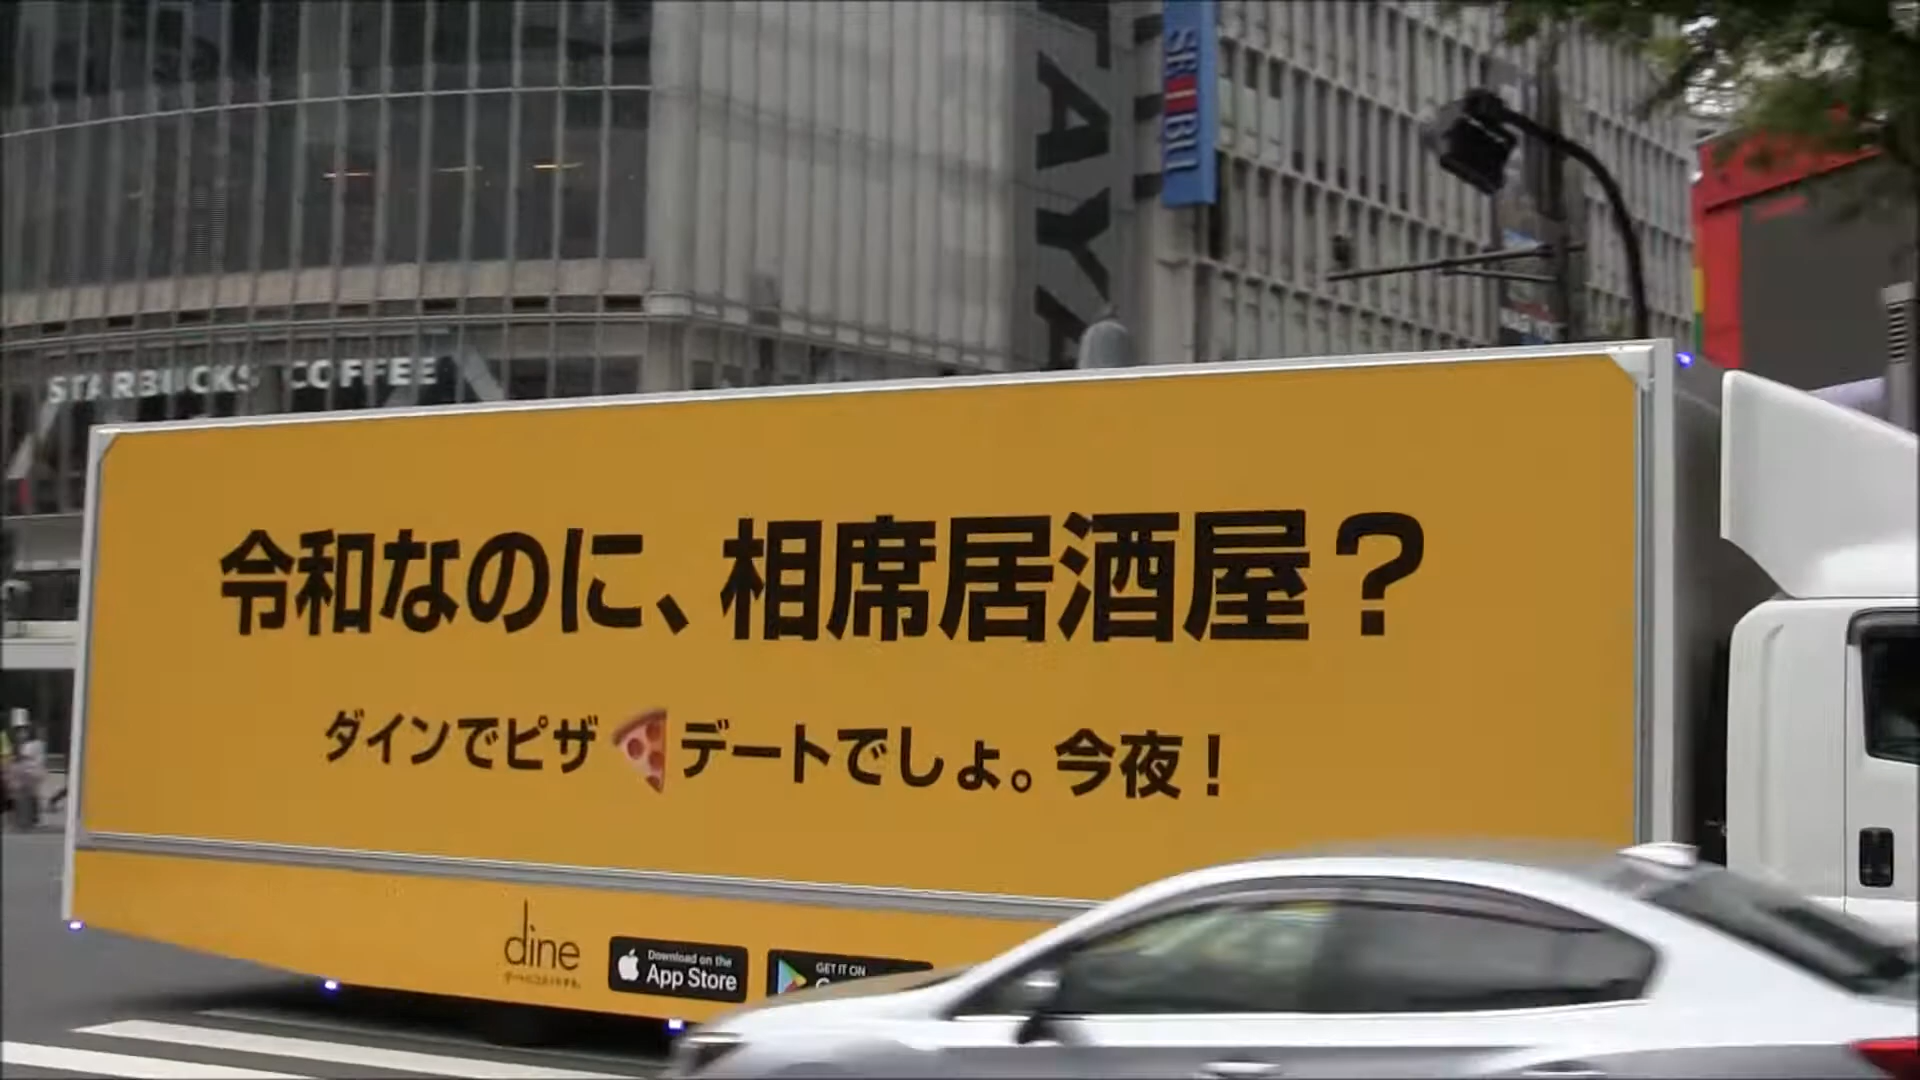 SEIBU
TAYA
STARBUCKS COFFEE
令和なのに、相席居酒屋?
ダインでピザ🍕デートでしょ。今夜!
dine
Download on the
App Store
GET IT ON